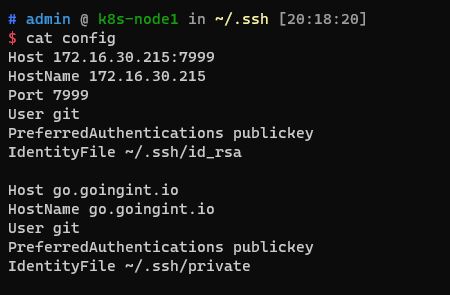 # admin @ k8s-node1 in ~/.ssh [20:18:20]
$ cat config
Host 172.16.30.215:7999
HostName 172.16.30.215
Port 7999
User git
PreferredAuthentications publickey
IdentityFile ~/.ssh/id_rsa

Host go.goingint.io
HostName go.goingint.io
User git
PreferredAuthentications publickey
IdentityFile ~/.ssh/private